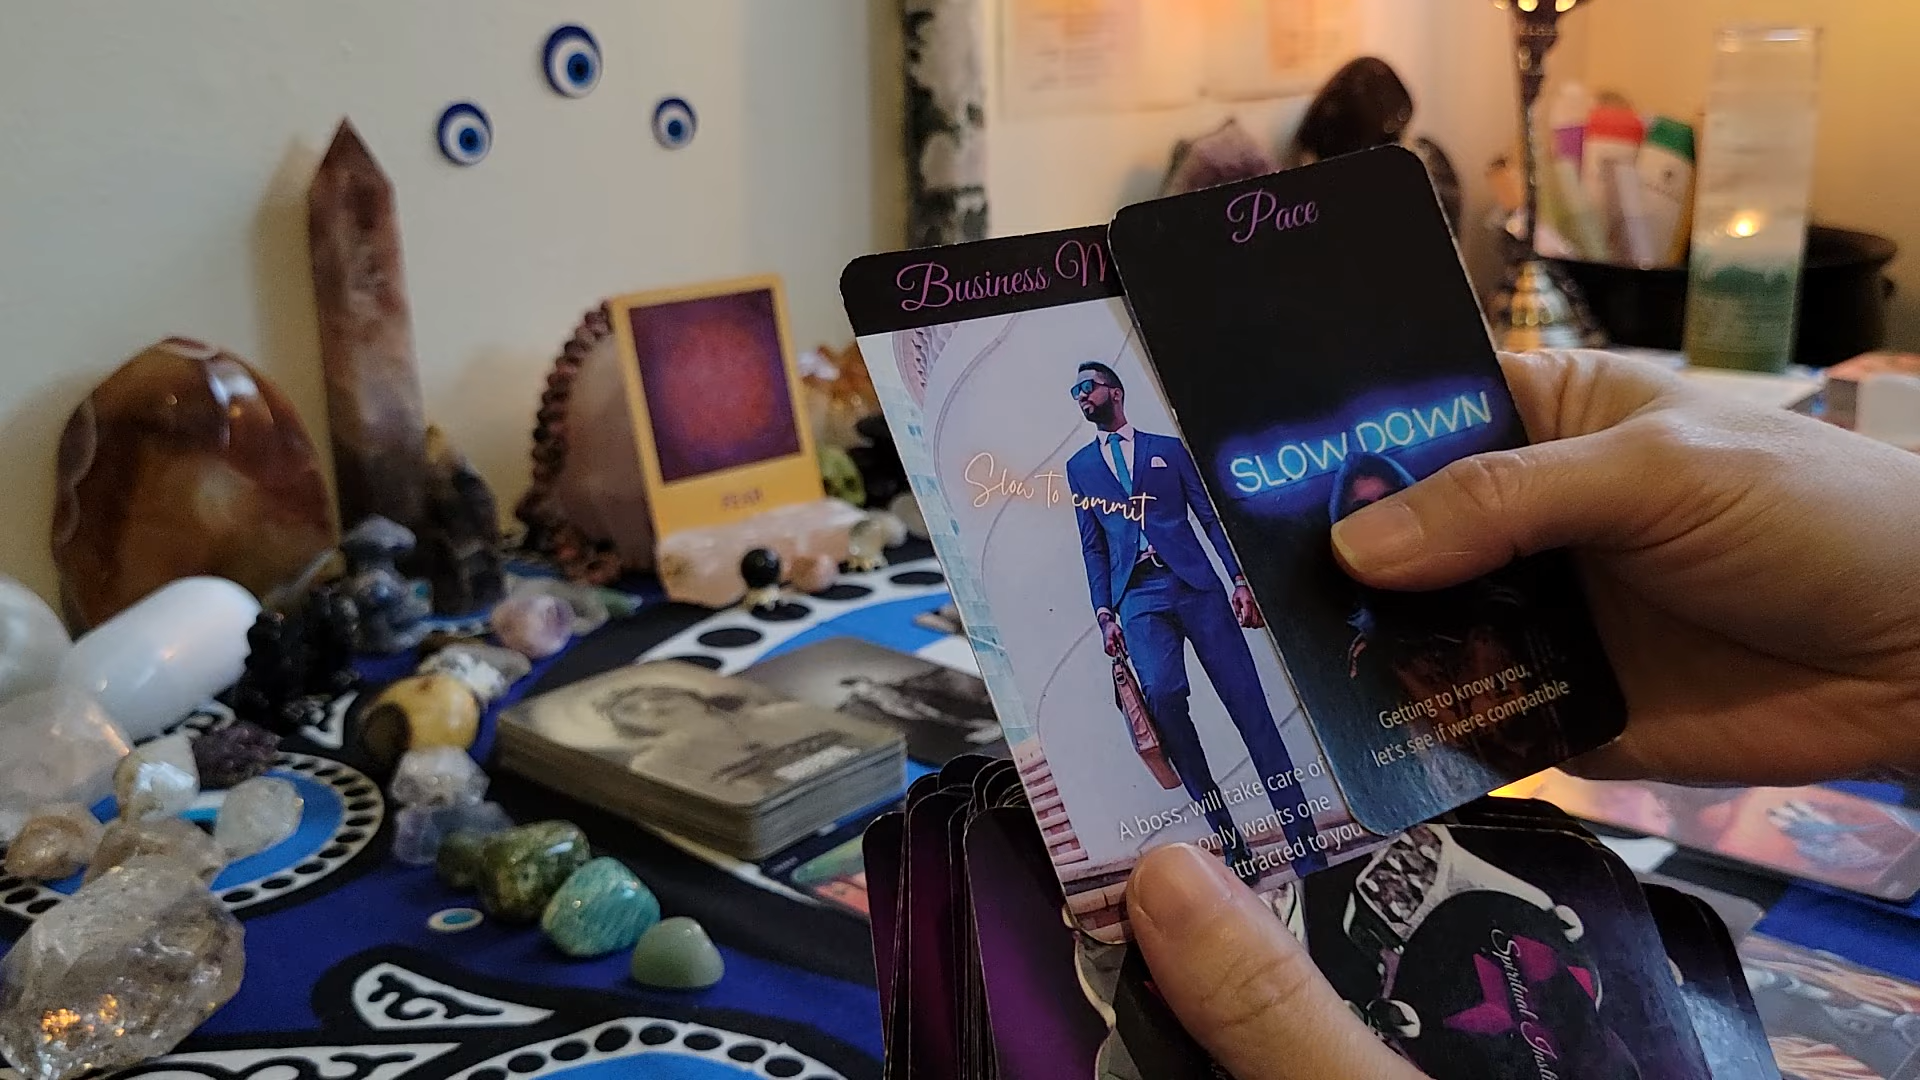 Business M
Slow to commit
A boss, will take care of
only wants one
attracted to you
Pace
SLOW DOWN
Getting to know you,
let's see if were compatible
Spiritual